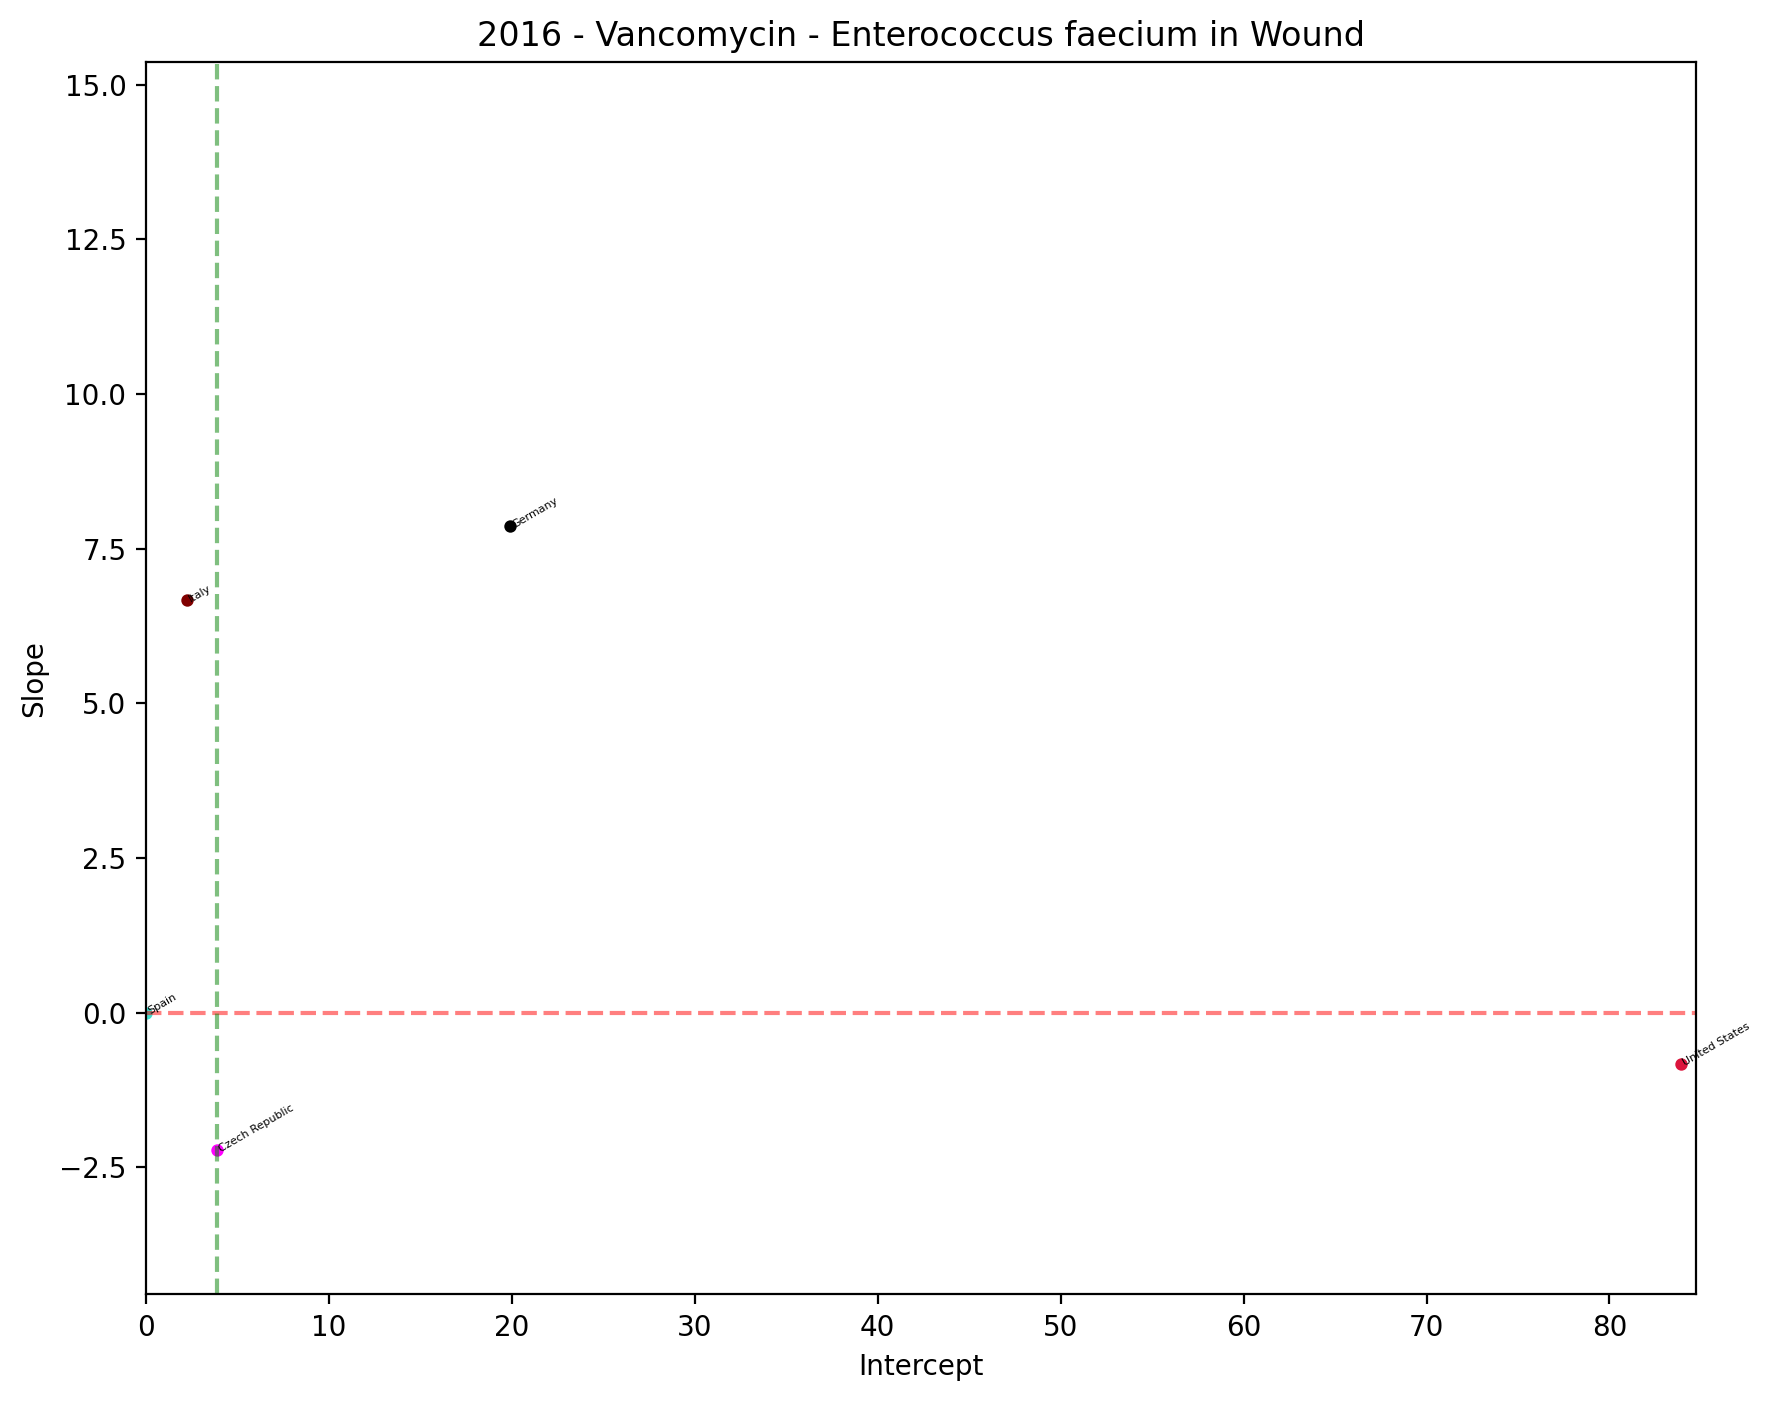 2016 - Vancomycin - Enterococcus faecium in Wound
15.0
12.5
10.0
7.5
5.0
2.5
0.0
−2.5
Slope
Germany
Italy
Spain
United States
Czech Republic
0 10 20 30 40 50 60 70 80
Intercept